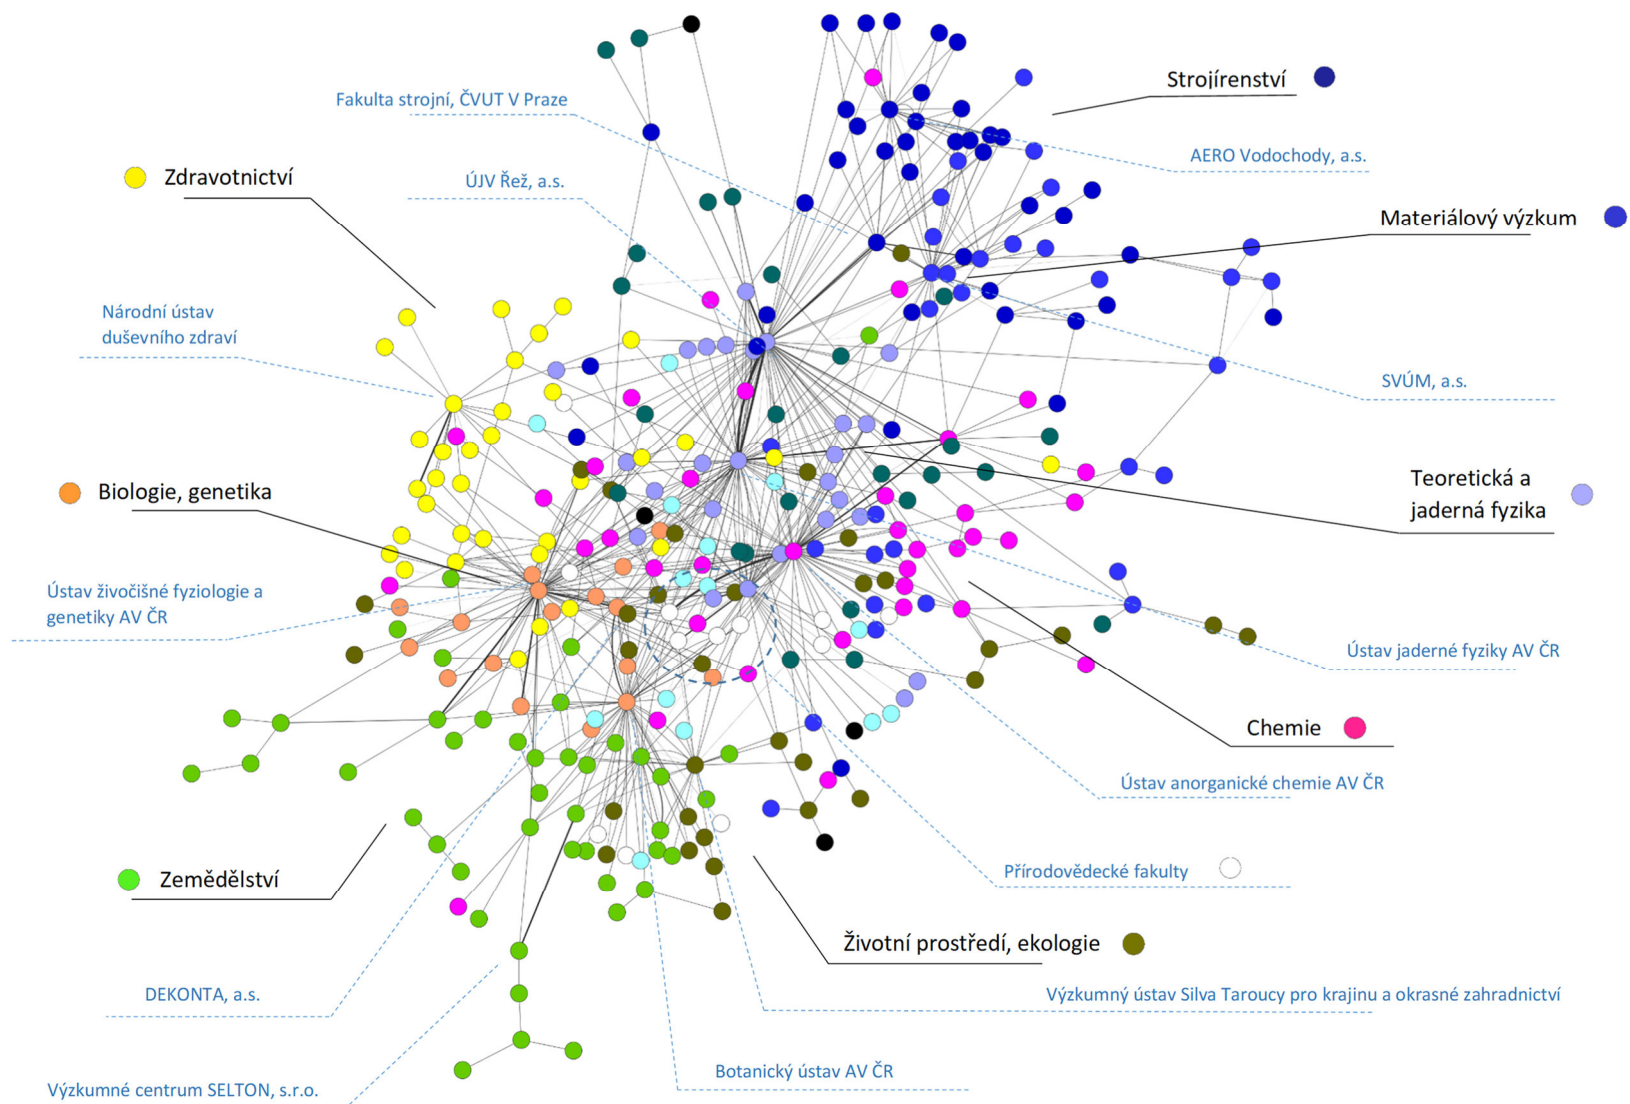 Strojírenství
Fakulta strojní, ČVUT V Praze
AERO Vodochody, a.s.
Zdravotnictví
ÚJV Řež, a.s.
Materiálový výzkum
Národní ústav
duševního zdraví
SVÚM, a.s.
Biologie, genetika
Teoretická a
jaderná fyzika
Ústav živočišné fyziologie a
genetiky AV ČR
Ústav jaderné fyziky AV ČR
Chemie
Ústav anorganické chemie AV ČR
Přírodovědecké fakulty
Zemědělství
Životní prostředí, ekologie
DEKONTA, a.s.
Výzkumný ústav Silva Taroucy pro krajinu a okrasné zahradnictví
Botanický ústav AV ČR
Výzkumné centrum SELTON, s.r.o.